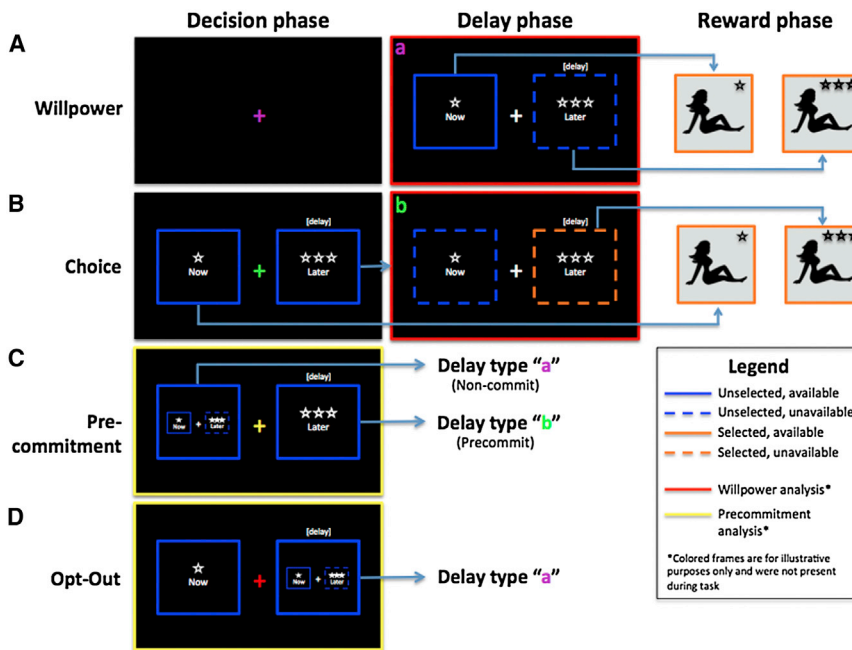 Decision phase
Delay phase
Reward phase
A
Willpower
+
a
[delay]
Now
+
Later
B
Choice
[delay]
Now
+
Later
b
[delay]
Now
+
Later
C
Pre-
commitment
[delay]
Now
+
Later
+
Later
Delay type “a”
(Non-commit)
Delay type “b”
(Precommit)
D
Opt-Out
[delay]
Now
+
Now
+
Later
Delay type “a”
Legend
Unselected, available
Unselected, unavailable
Selected, available
Selected, unavailable
Willpower analysis*
Precommitment
analysis*
*Colored frames are for illustrative
purposes only and were not present
during task